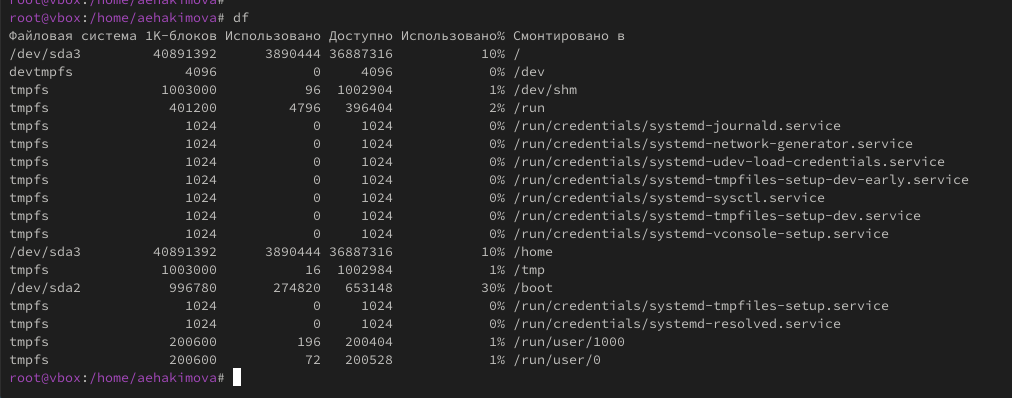 root@vbox:/home/aehakimova#
root@vbox:/home/aehakimova# df
Файловая система 1K-блоков Использовано Доступно Использовано% Смонтировано в
/dev/sda3         40891392      3890444 36887316           10% /
devtmpfs              4096            0     4096            0% /dev
tmpfs              1003000           96  1002904            1% /dev/shm
tmpfs               401200         4796   396404            2% /run
tmpfs                 1024            0     1024            0% /run/credentials/systemd-journald.service
tmpfs                 1024            0     1024            0% /run/credentials/systemd-network-generator.service
tmpfs                 1024            0     1024            0% /run/credentials/systemd-udev-load-credentials.service
tmpfs                 1024            0     1024            0% /run/credentials/systemd-tmpfiles-setup-dev-early.service
tmpfs                 1024            0     1024            0% /run/credentials/systemd-sysctl.service
tmpfs                 1024            0     1024            0% /run/credentials/systemd-tmpfiles-setup-dev.service
tmpfs                 1024            0     1024            0% /run/credentials/systemd-vconsole-setup.service
/dev/sda3         40891392      3890444 36887316           10% /home
tmpfs              1003000           16  1002984            1% /tmp
/dev/sda2           996780       274820   653148           30% /boot
tmpfs                 1024            0     1024            0% /run/credentials/systemd-tmpfiles-setup.service
tmpfs                 1024            0     1024            0% /run/credentials/systemd-resolved.service
tmpfs               200600          196   200404            1% /run/user/1000
tmpfs               200600           72   200528            1% /run/user/0
root@vbox:/home/aehakimova#